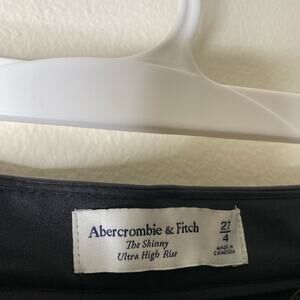 Abercrombie & Fitch
The Skinny
Ultra High Rise
27
4
MADE IN
CAMBODIA